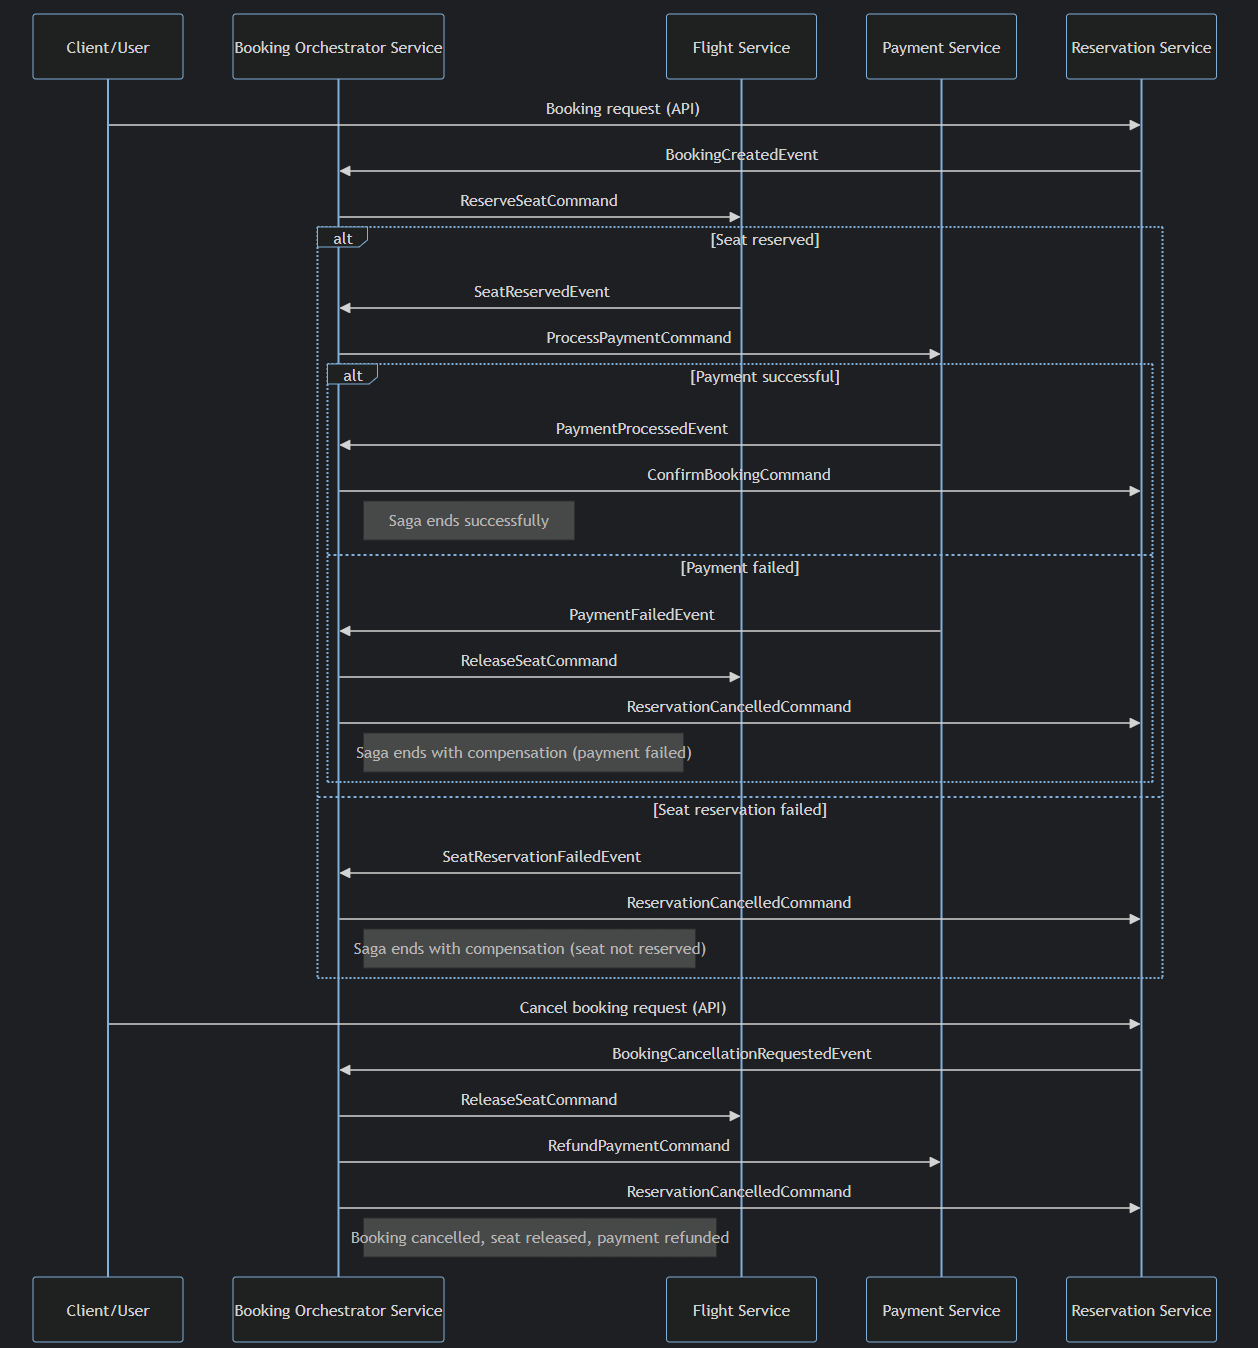 Client/User
Booking Orchestrator Service
Flight Service
Payment Service
Reservation Service
Booking request (API)
BookingCreatedEvent
ReserveSeatCommand
alt
[Seat reserved]
SeatReservedEvent
ProcessPaymentCommand
alt
[Payment successful]
PaymentProcessedEvent
ConfirmBookingCommand
Saga ends successfully
[Payment failed]
PaymentFailedEvent
ReleaseSeatCommand
ReservationCancelledCommand
Saga ends with compensation (payment failed)
[Seat reservation failed]
SeatReservationFailedEvent
ReservationCancelledCommand
Saga ends with compensation (seat not reserved)
Cancel booking request (API)
BookingCancellationRequestedEvent
ReleaseSeatCommand
RefundPaymentCommand
ReservationCancelledCommand
Booking cancelled, seat released, payment refunded
Client/User
Booking Orchestrator Service
Flight Service
Payment Service
Reservation Service